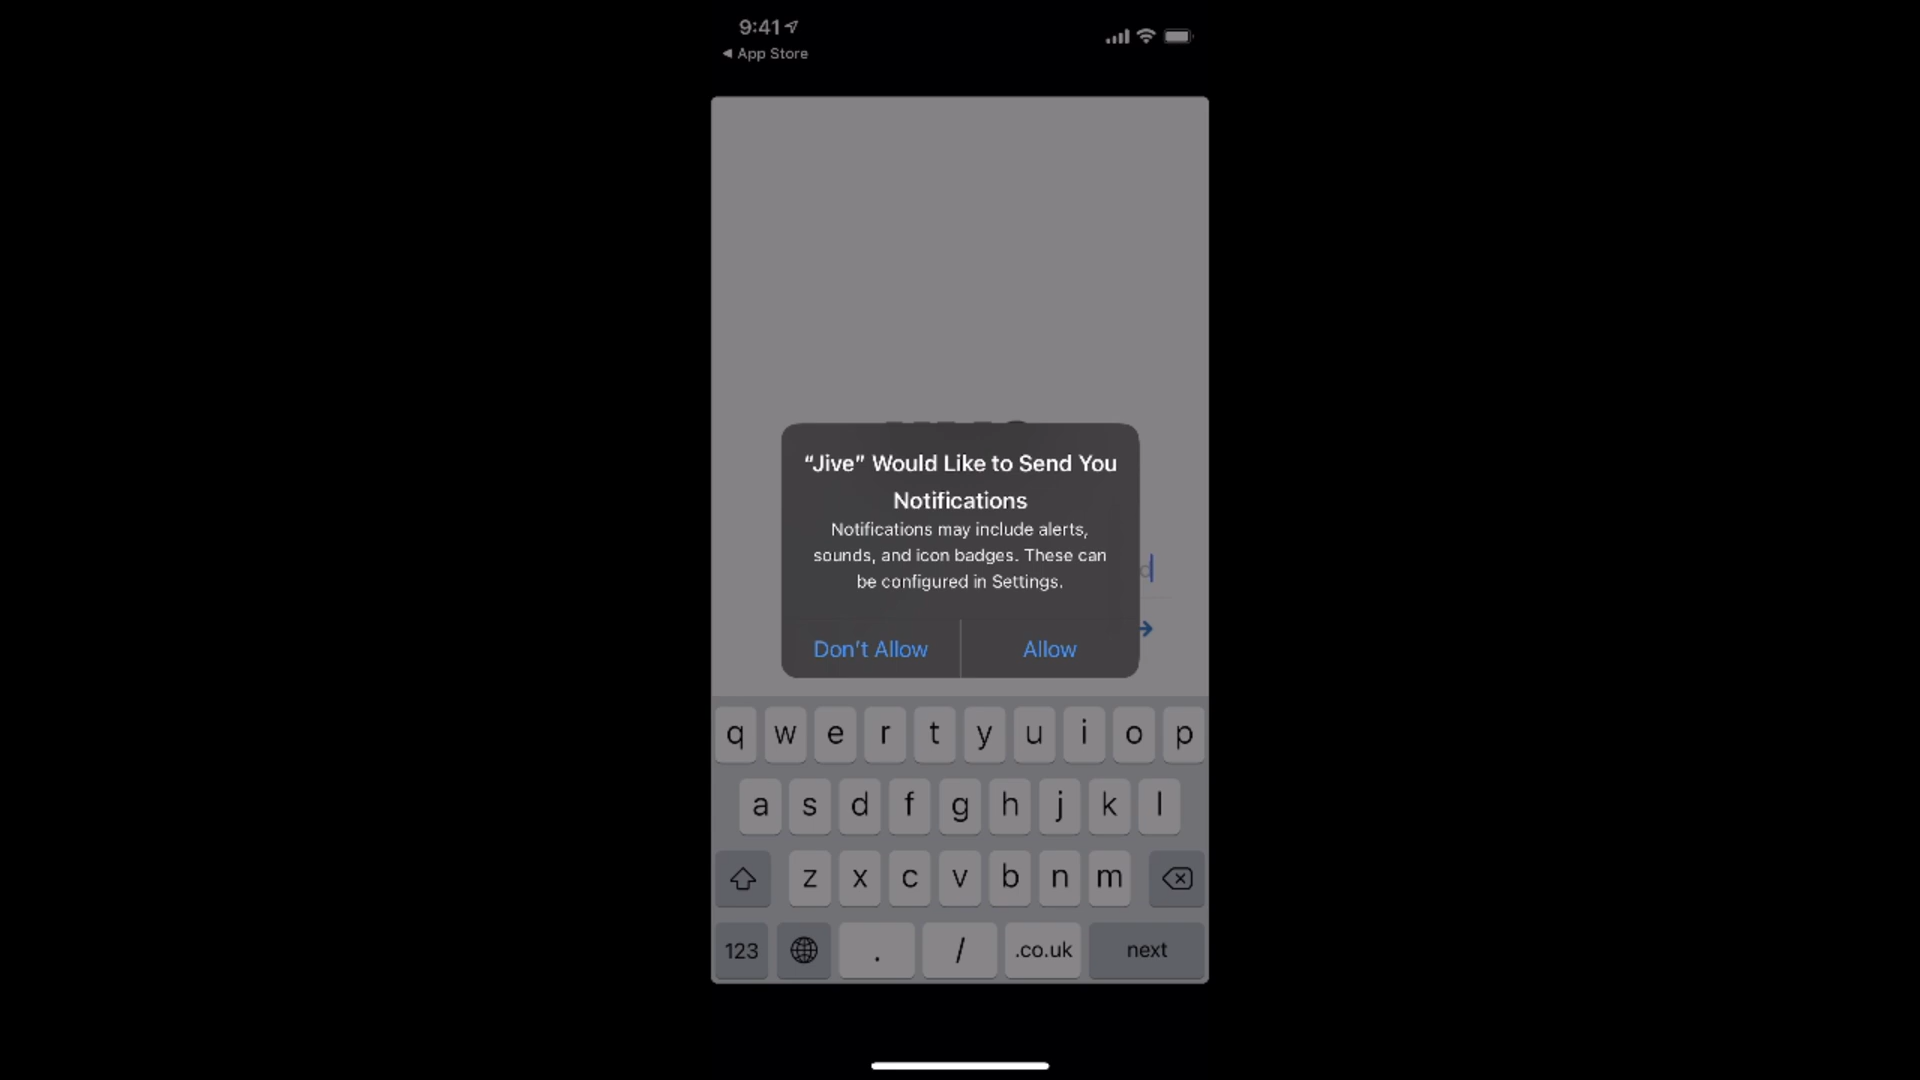 9:41
◀ App Store
“Jive” Would Like to Send You
Notifications
Notifications may include alerts,
sounds, and icon badges. These can
be configured in Settings.
Don’t Allow
Allow
q w e r t y u i o p
a s d f g h j k l
z x c v b n m
123 . / .co.uk next